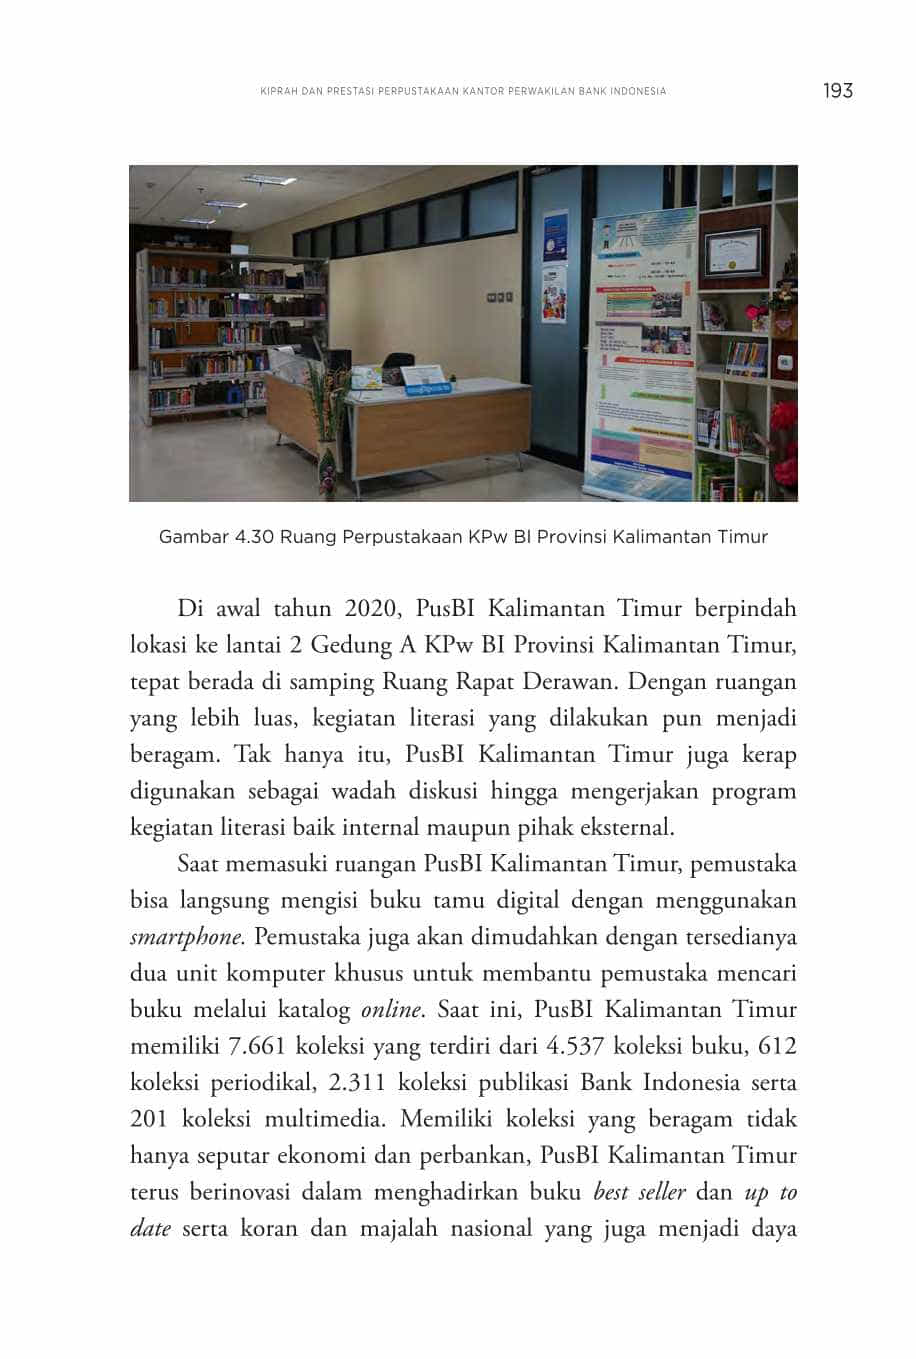 KIPRAH DAN PRESTASI PERPUSTAKAAN KANTOR PERWAKILAN BANK INDONESIA
193
Gambar 4.30 Ruang Perpustakaan KPw BI Provinsi Kalimantan Timur
Di awal tahun 2020, PusBI Kalimantan Timur berpindah
lokasi ke lantai 2 Gedung A KPw BI Provinsi Kalimantan Timur,
tepat berada di samping Ruang Rapat Derawan. Dengan ruangan
yang lebih luas, kegiatan literasi yang dilakukan pun menjadi
beragam. Tak hanya itu, PusBI Kalimantan Timur juga kerap
digunakan sebagai wadah diskusi hingga mengerjakan program
kegiatan literasi baik internal maupun pihak eksternal.
Saat memasuki ruangan PusBI Kalimantan Timur, pemustaka
bisa langsung mengisi buku tamu digital dengan menggunakan
smartphone. Pemustaka juga akan dimudahkan dengan tersedianya
dua unit komputer khusus untuk membantu pemustaka mencari
buku melalui katalog online. Saat ini, PusBI Kalimantan Timur
memiliki 7.661 koleksi yang terdiri dari 4.537 koleksi buku, 612
koleksi periodikal, 2.311 koleksi publikasi Bank Indonesia serta
201 koleksi multimedia. Memiliki koleksi yang beragam tidak
hanya seputar ekonomi dan perbankan, PusBI Kalimantan Timur
terus berinovasi dalam menghadirkan buku best seller dan up to
date serta koran dan majalah nasional yang juga menjadi daya